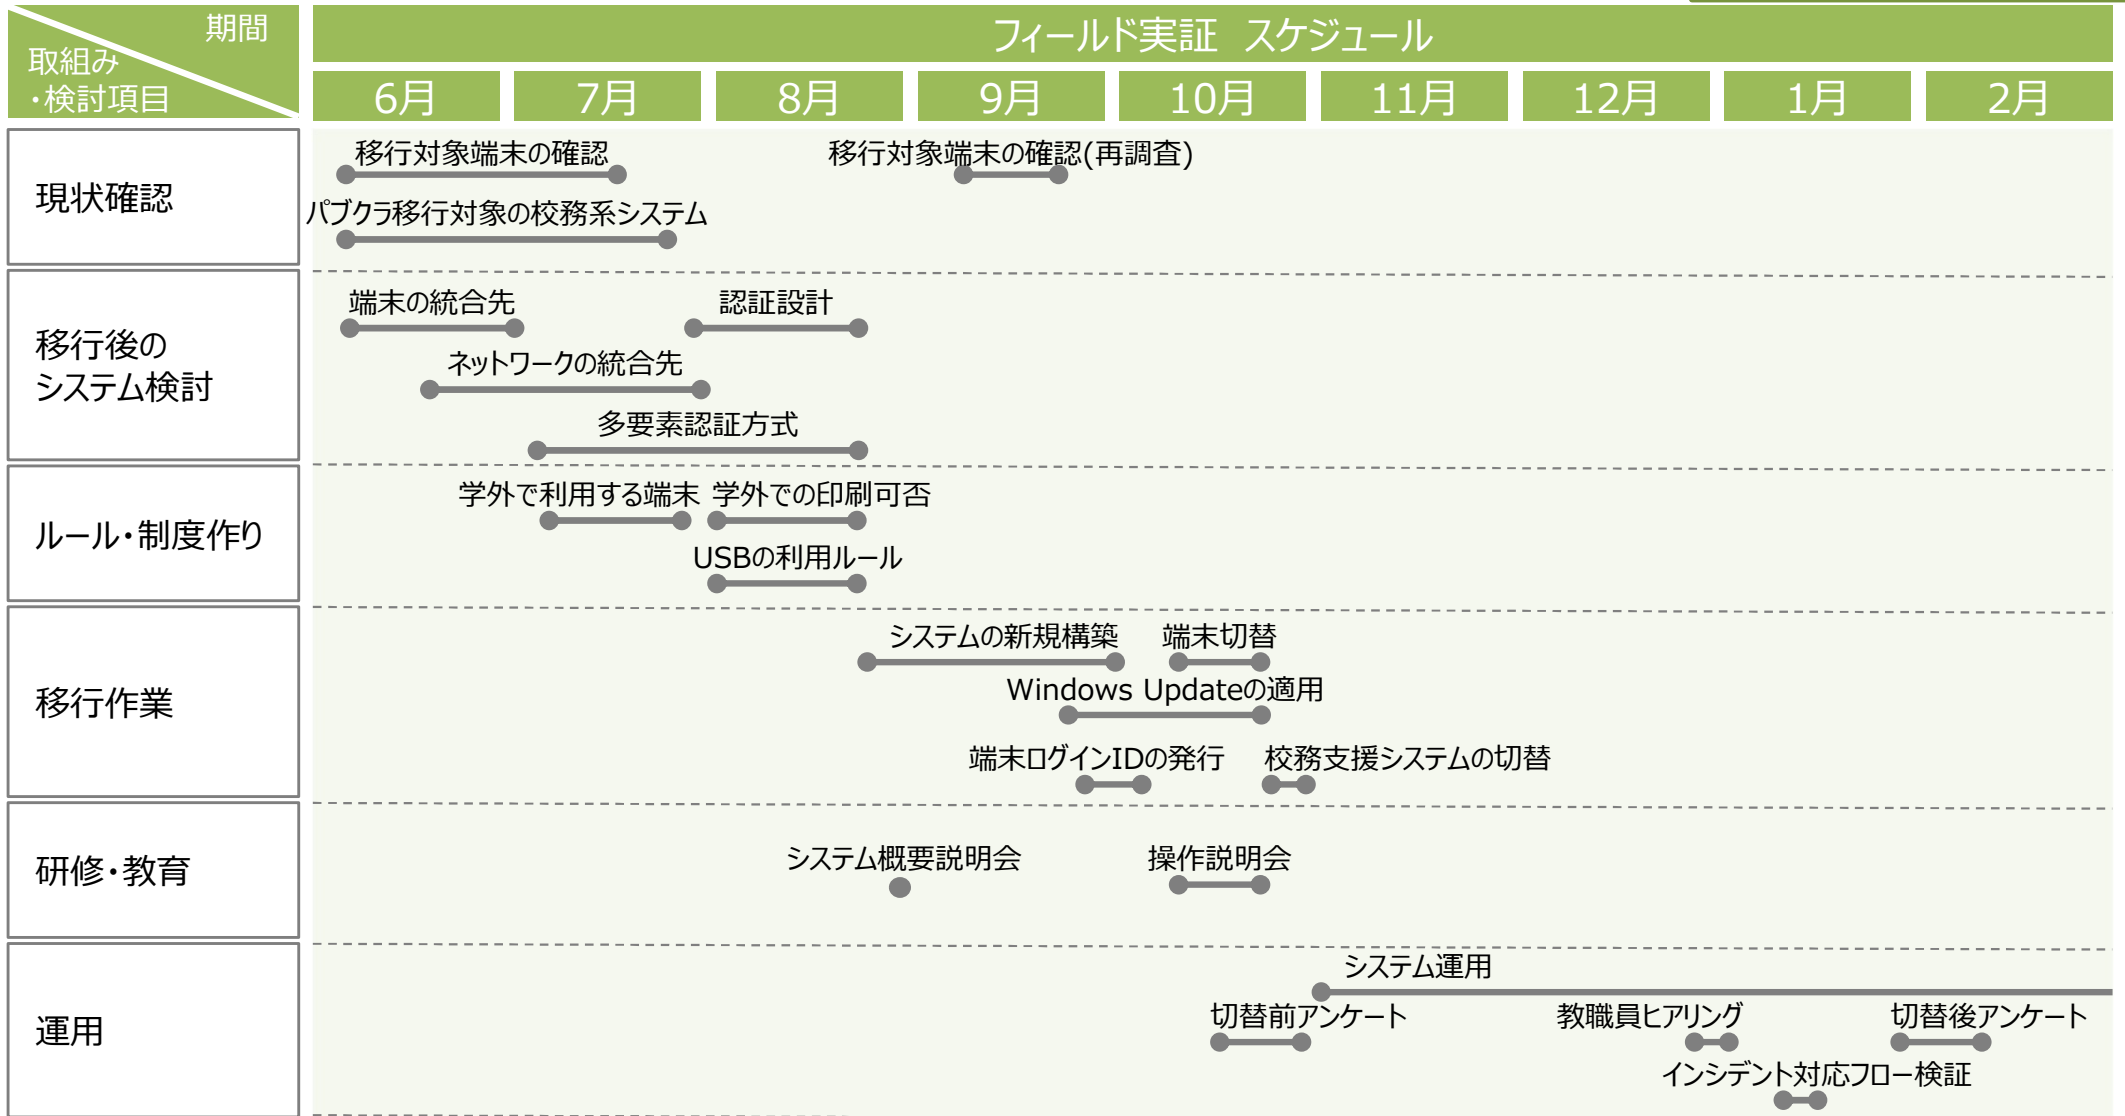 期間
取組み
・検討項目
フィールド実証 スケジュール
6月 7月 8月 9月 10月 11月 12月 1月 2月
現状確認
移行対象端末の確認 移行対象端末の確認(再調査)
パブクラ移行対象の校務系システム
移行後の
システム検討
端末の統合先 認証設計
ネットワークの統合先
多要素認証方式
ルール・制度作り
学外で利用する端末 学外での印刷可否
USBの利用ルール
移行作業
システムの新規構築 端末切替
Windows Updateの適用
端末ログインIDの発行 校務支援システムの切替
研修・教育
システム概要説明会 操作説明会
運用
システム運用
切替前アンケート 教職員ヒアリング 切替後アンケート
インシデント対応フロー検証